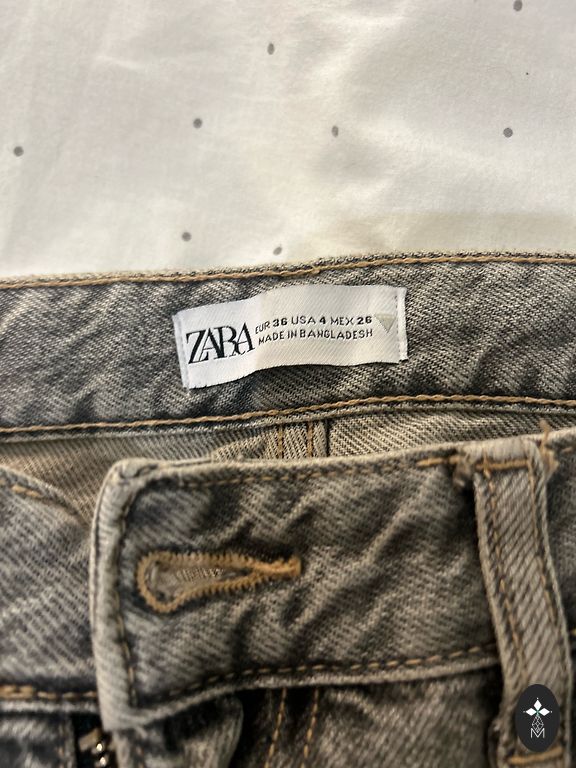 ZARA
EUR 36 USA 4 MEX 26
MADE IN BANGLADESH
M